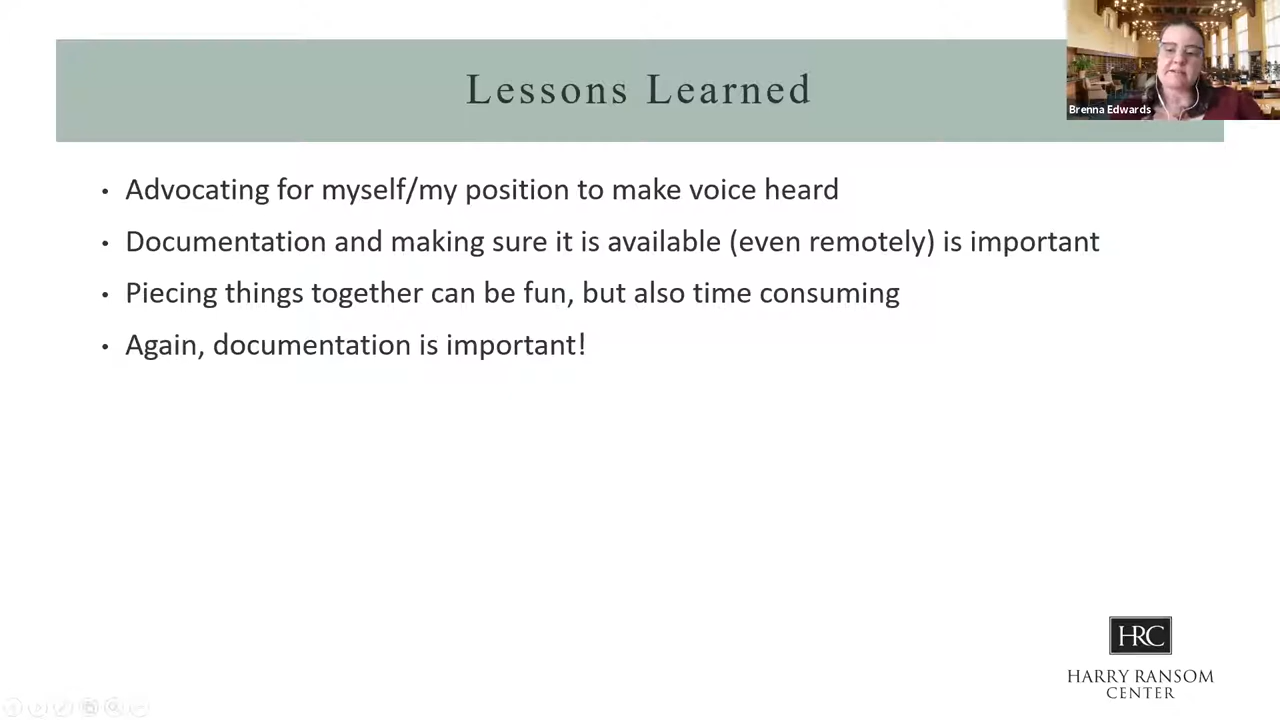 Lessons Learned
Brenna Edwards
• Advocating for myself/my position to make voice heard
• Documentation and making sure it is available (even remotely) is important
• Piecing things together can be fun, but also time consuming
• Again, documentation is important!
HRC
HARRY RANSOM
CENTER